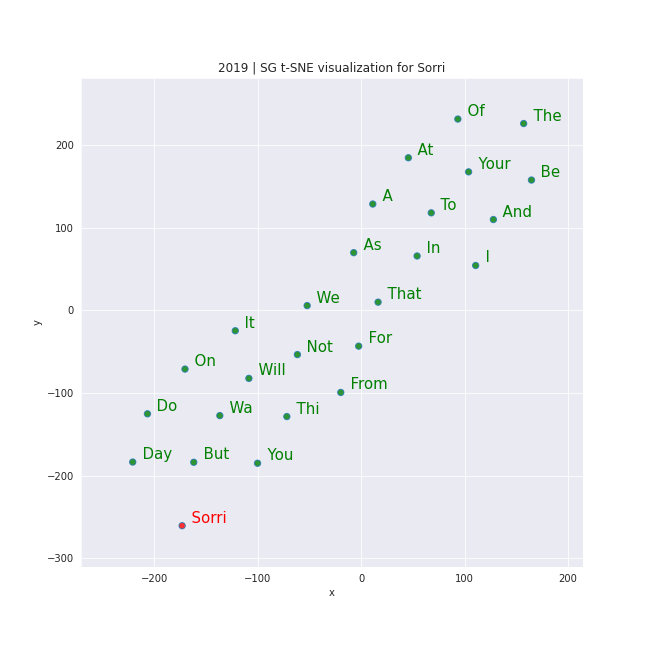 2019 | SG t-SNE visualization for Sorri
Of
The
At
Your
Be
A
To
And
As
In
I
We
That
It
Not
For
On
Will
From
Do
Wa
Thi
Day
But
You
Sorri
200
100
0
−100
−200
−300
y
−200
−100
0
100
200
x